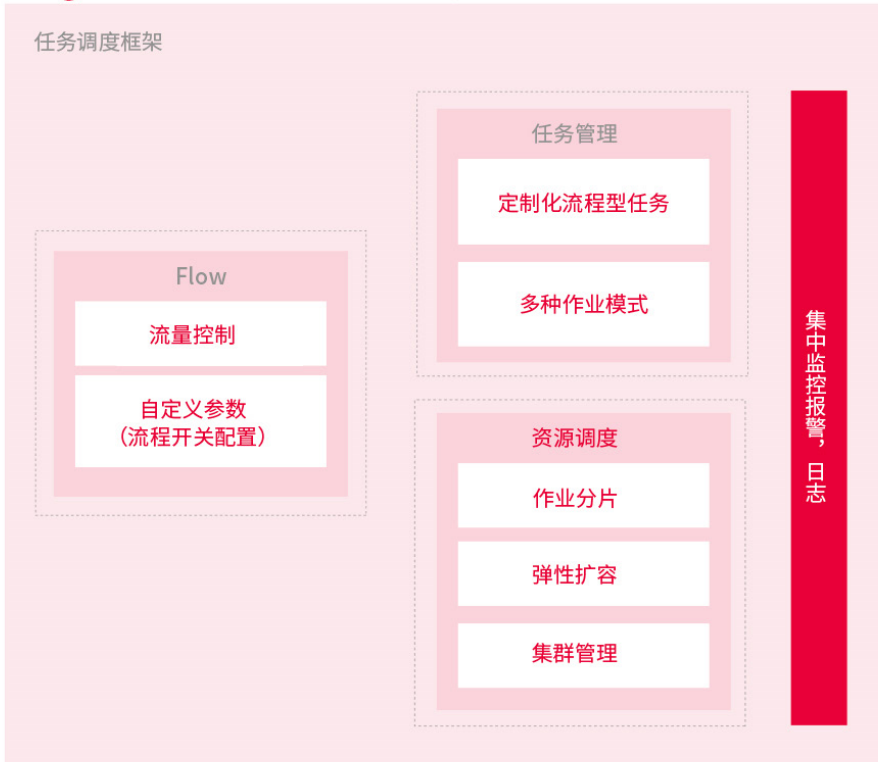 任务调度框架
Flow
流量控制
自定义参数
（流程开关配置）
任务管理
定制化流程型任务
多种作业模式
资源调度
作业分片
弹性扩容
集群管理
集中监控报警，日志